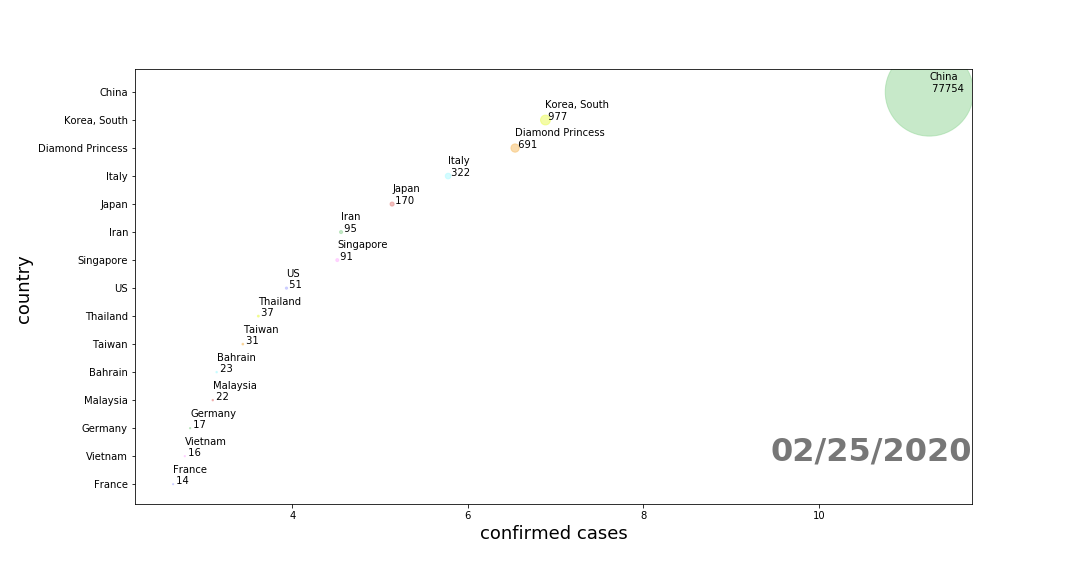 China
China
77754
Korea, South
Korea, South
977
Diamond Princess
Diamond Princess
691
Italy
Italy
322
Japan
Japan
170
Iran
Iran
95
Singapore
Singapore
91
US
US
51
Thailand
Thailand
37
Taiwan
Taiwan
31
Bahrain
Bahrain
23
Malaysia
Malaysia
22
Germany
Germany
17
Vietnam
Vietnam
16
France
France
14
country
02/25/2020
4 6 8 10
confirmed cases